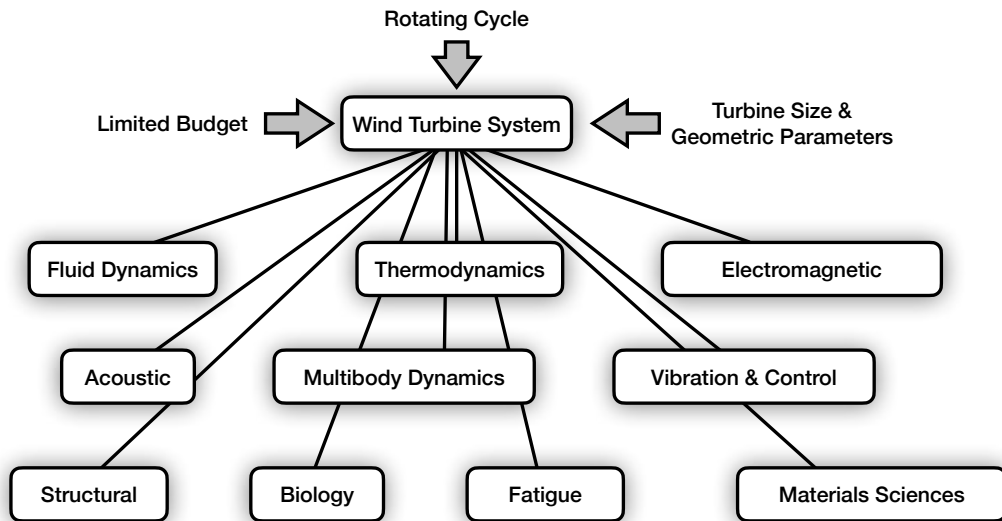 Rotating Cycle
Limited Budget
Wind Turbine System
Turbine Size &
Geometric Parameters
Fluid Dynamics
Thermodynamics
Electromagnetic
Acoustic
Multibody Dynamics
Vibration & Control
Structural
Biology
Fatigue
Materials Sciences